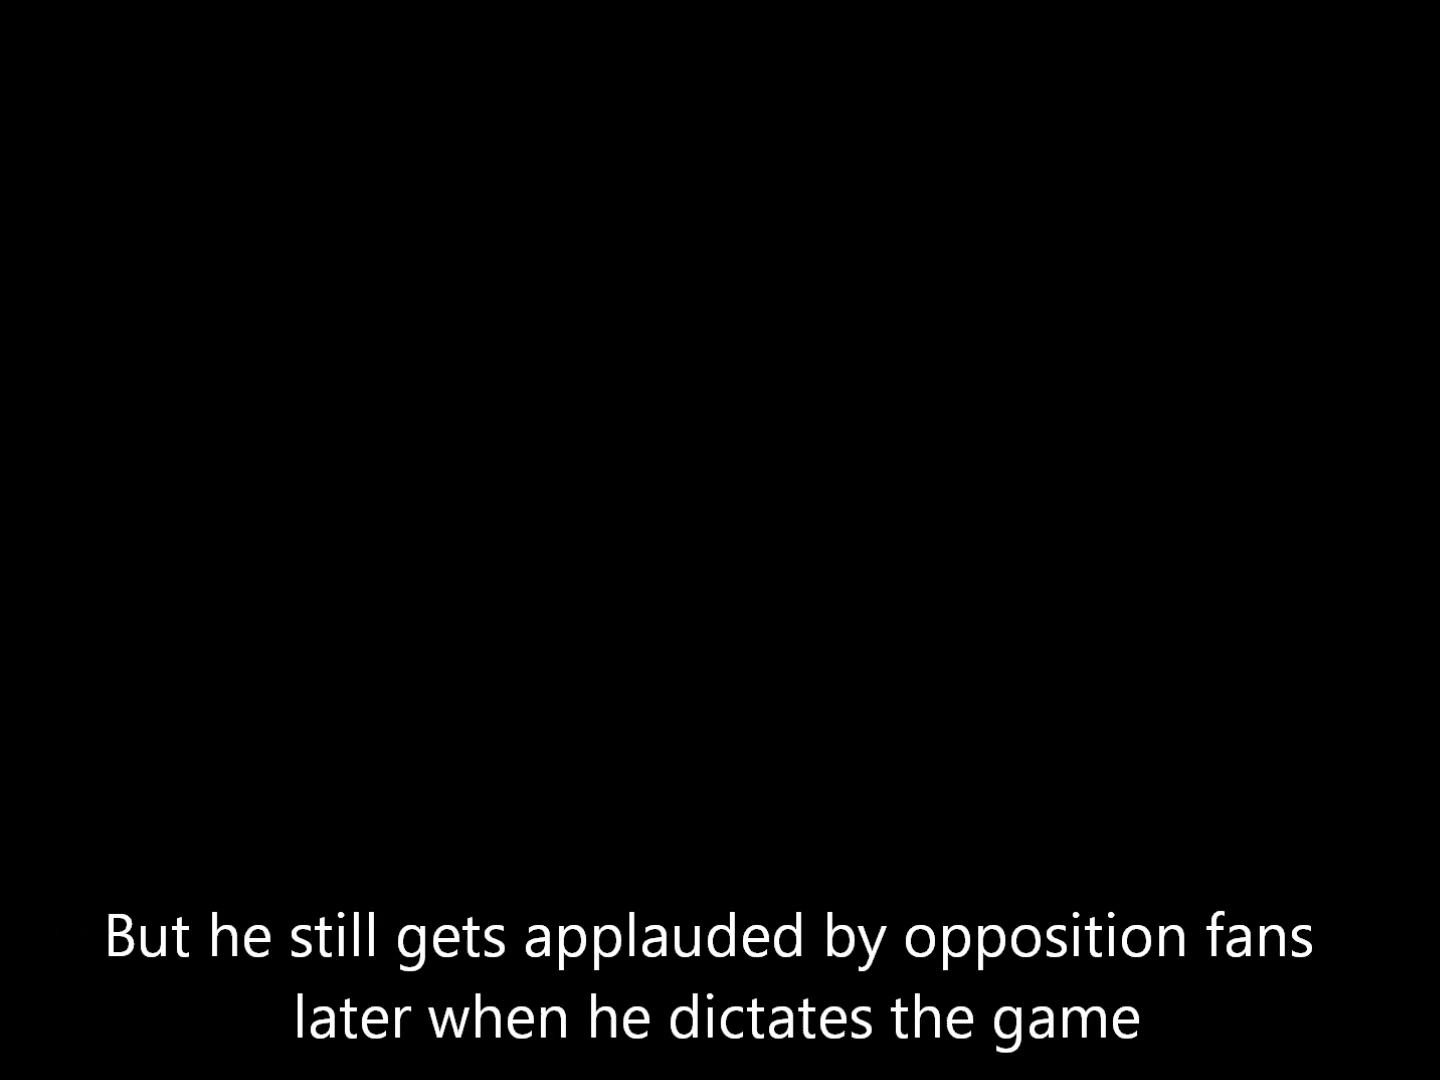 But he still gets applauded by opposition fans
later when he dictates the game